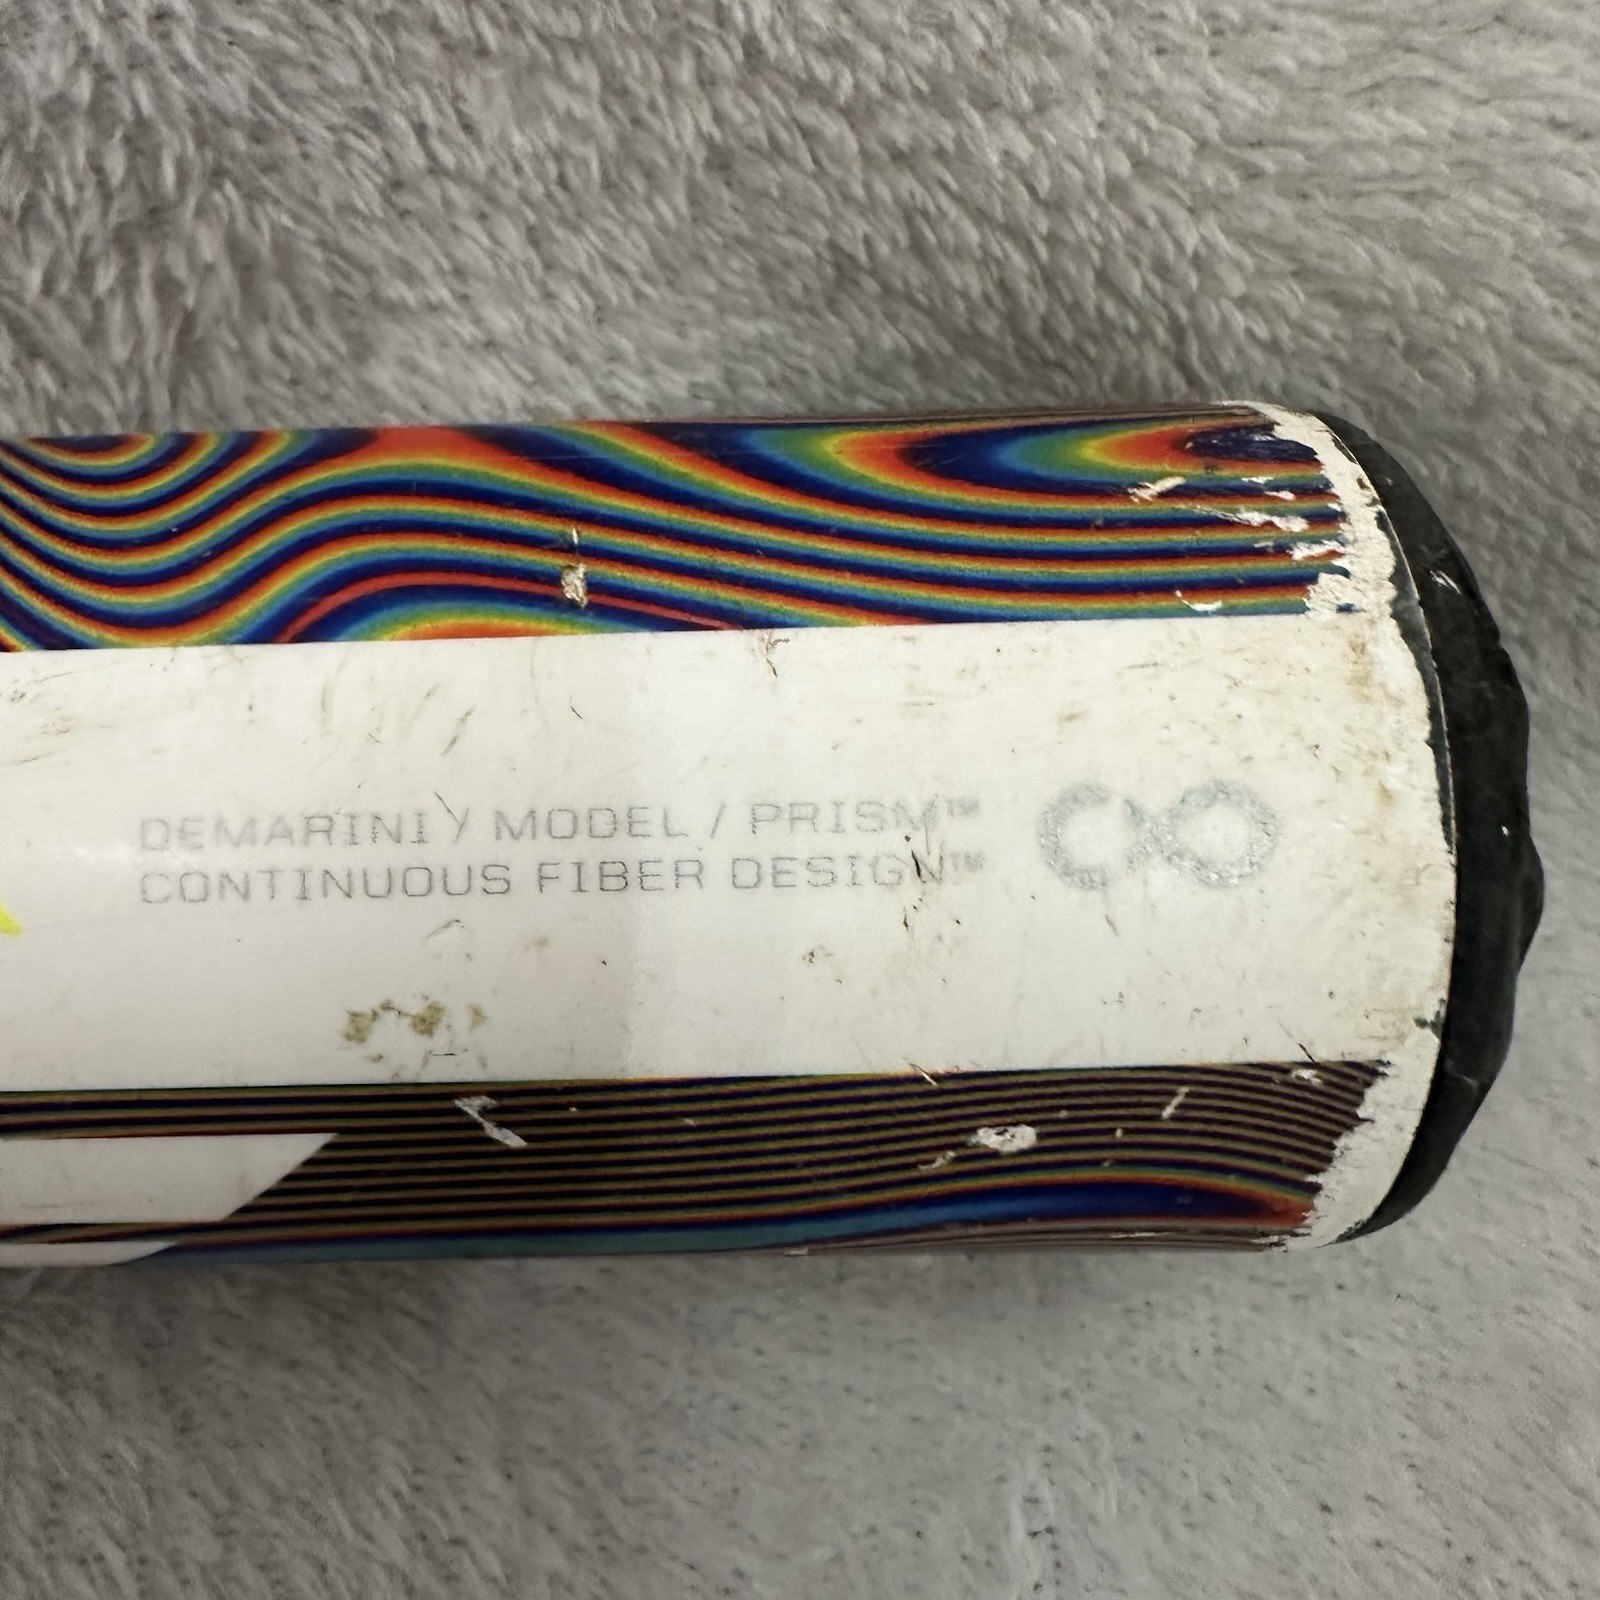 DEMARINI / MODEL / PRISM™
CONTINUOUS FIBER DESIGN™